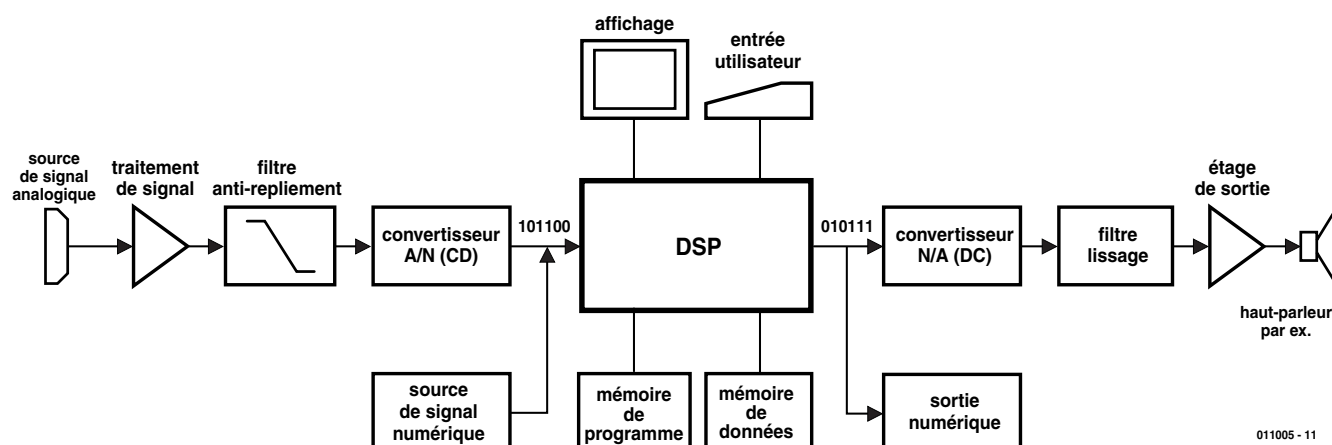 affichage
entrée
utilisateur
source
de signal
analogique
traitement
de signal
filtre
anti-repliement
convertisseur
A/N (CD)
101100
DSP
010111
convertisseur
N/A (DC)
filtre
lissage
étage
de sortie
haut-parleur
par ex.
source
de signal
numérique
mémoire
de
programme
mémoire
de
données
sortie
numérique
011005 - 11